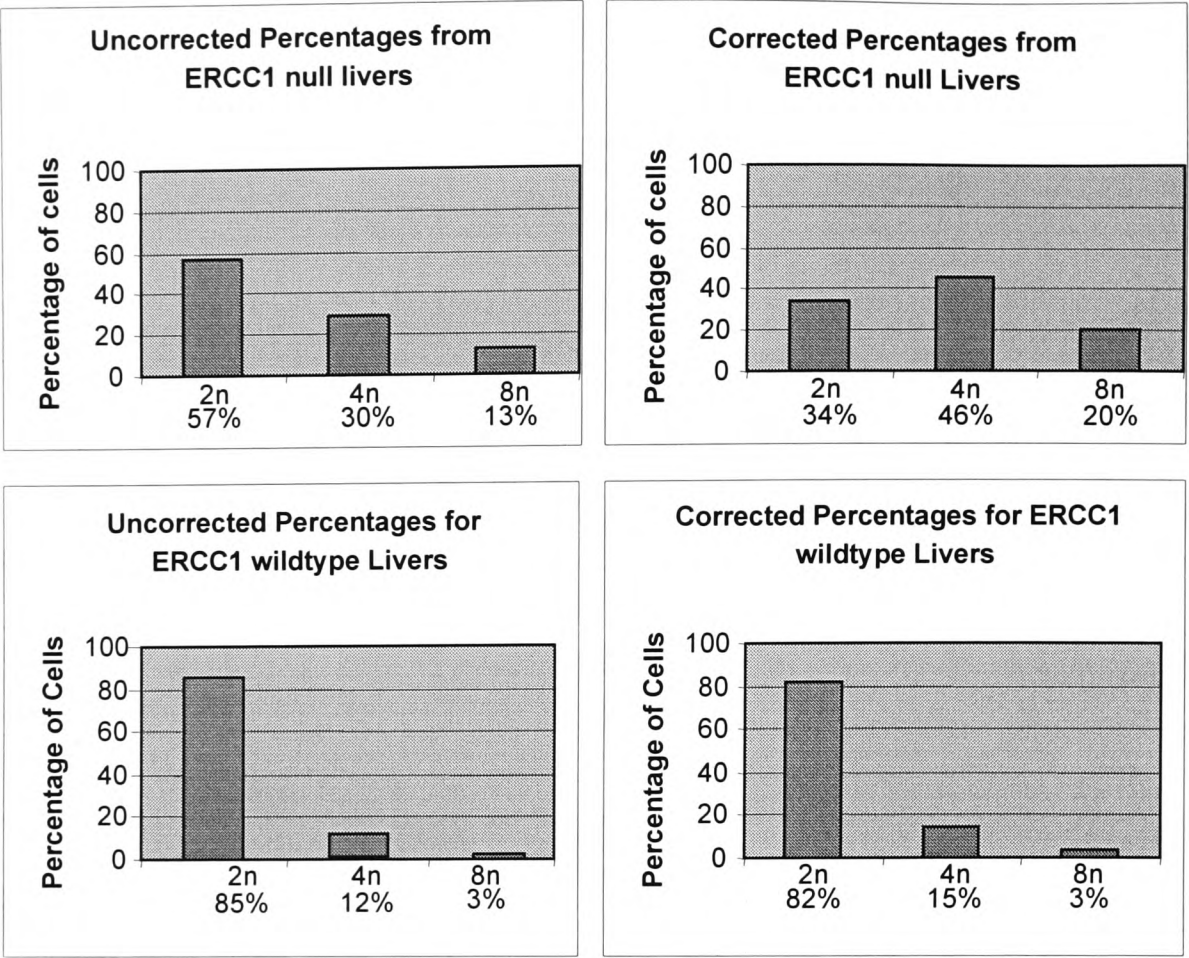 Uncorrected Percentages from
ERCC1 null livers
Percentage of cells
100
80
60
40
20
0
2n 4n 8n
57% 30% 13%
Corrected Percentages from
ERCC1 null Livers
Percentage of cells
100
80
60
40
20
0
2n 4n 8n
34% 46% 20%
Uncorrected Percentages for
ERCC1 wildtype Livers
Percentage of Cells
100
80
60
40
20
0
2n 4n 8n
85% 12% 3%
Corrected Percentages for ERCC1
wildtype Livers
Percentage of Cells
100
80
60
40
20
0
2n 4n 8n
82% 15% 3%